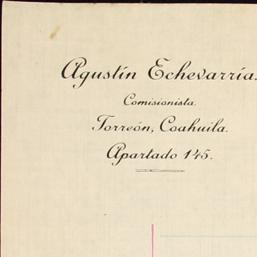 Agustín Echevarría.
Comisionista.
Torreón, Coahuila.
Apartado 145.